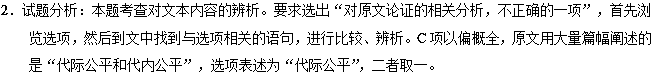 2．试题分析：本题考查对文本内容的辨析。要求选出“对原文论证的相关分析，不正确的一项”，首先浏
览选项，然后到文中找到与选项相关的语句，进行比较、辨析。C 项以偏概全，原文用大量篇幅阐述的
是“代际公平和代内公平”，选项表述为“代际公平”，二者取一。